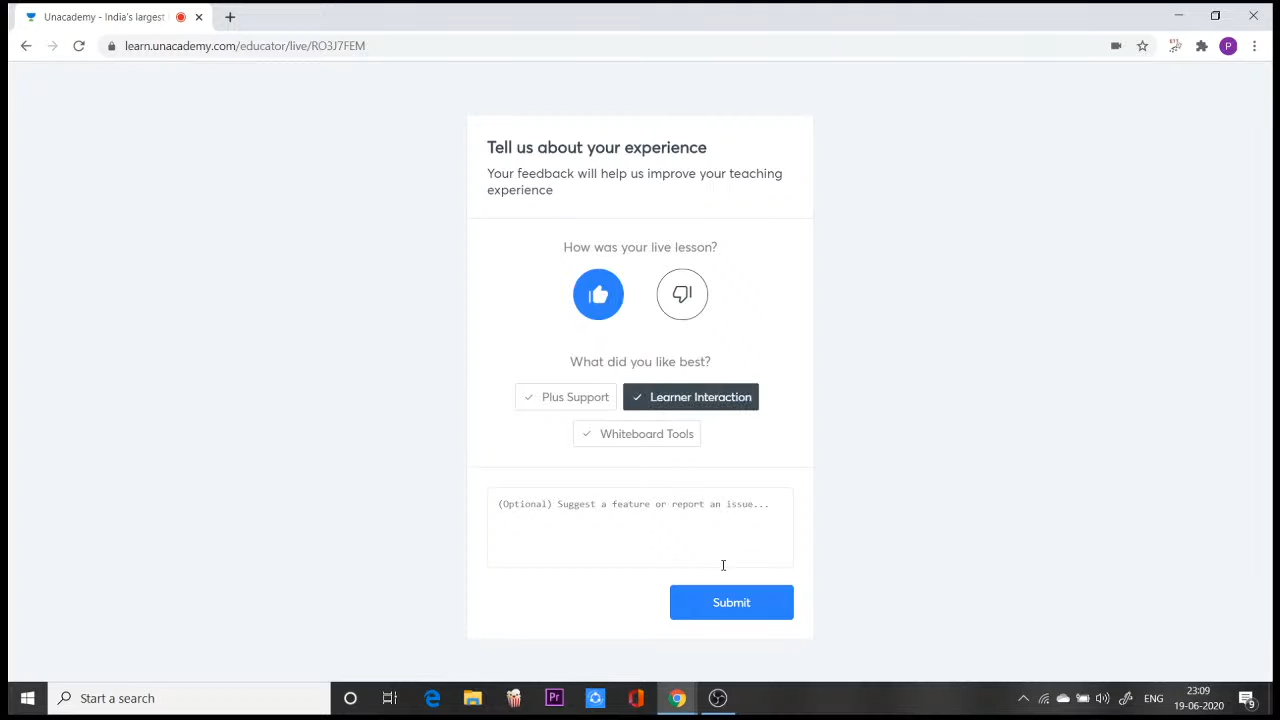 Unacademy - India's largest
learn.unacademy.com/educator/live/RO3J7FEM
P
Tell us about your experience
Your feedback will help us improve your teaching
experience
How was your live lesson?
What did you like best?
Plus Support
Learner Interaction
Whiteboard Tools
(Optional) Suggest a feature or report an issue...
Submit
Start a search
Pr
ENG
23:09
19-06-2020
9